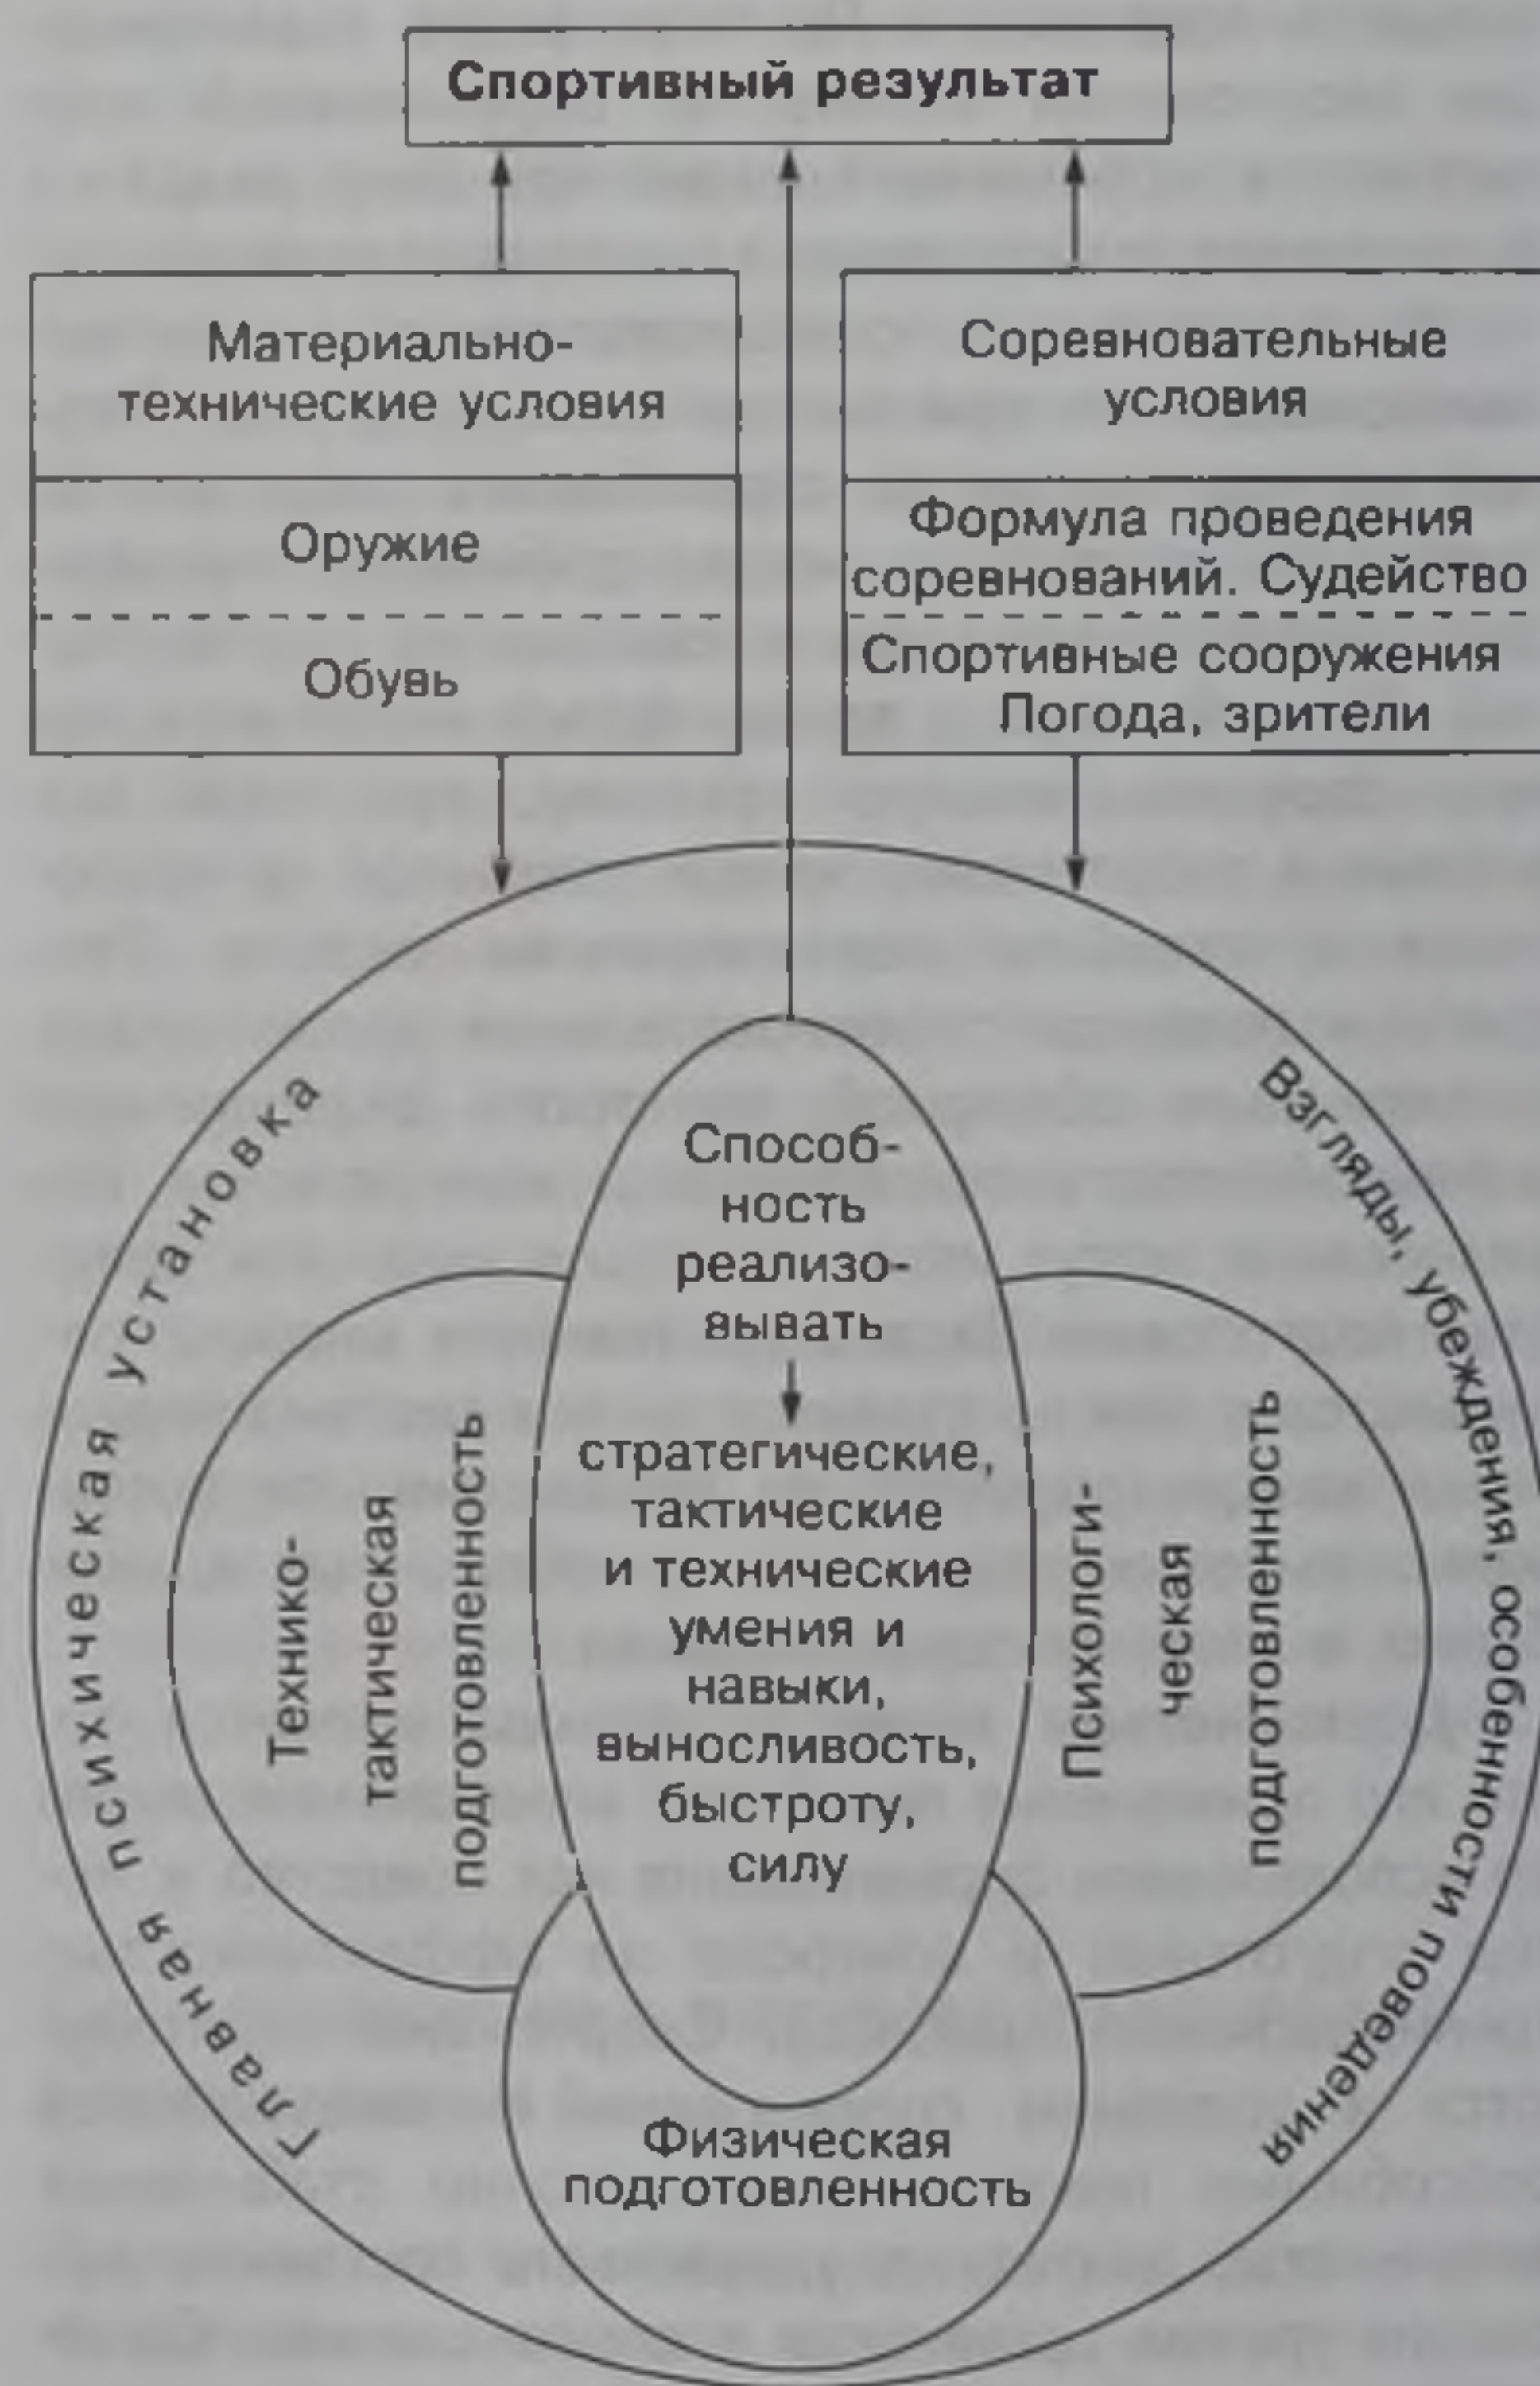 Спортивный результат
Материально-
технические условия
Оружие
Обувь
Соревновательные
условия
Формула проведения
соревнований. Судейство
Спортивные сооружения
Погода, зрители
Главная психическая установка
Взгляды, убеждения, особенности поведения
Технико-
тактическая
подготовленность
Способ-
ность
реализо-
вывать
стратегические,
тактические
и технические
умения и
навыки,
выносливость,
быстроту,
силу
Психологи-
ческая
подготовленность
Физическая
подготовленность